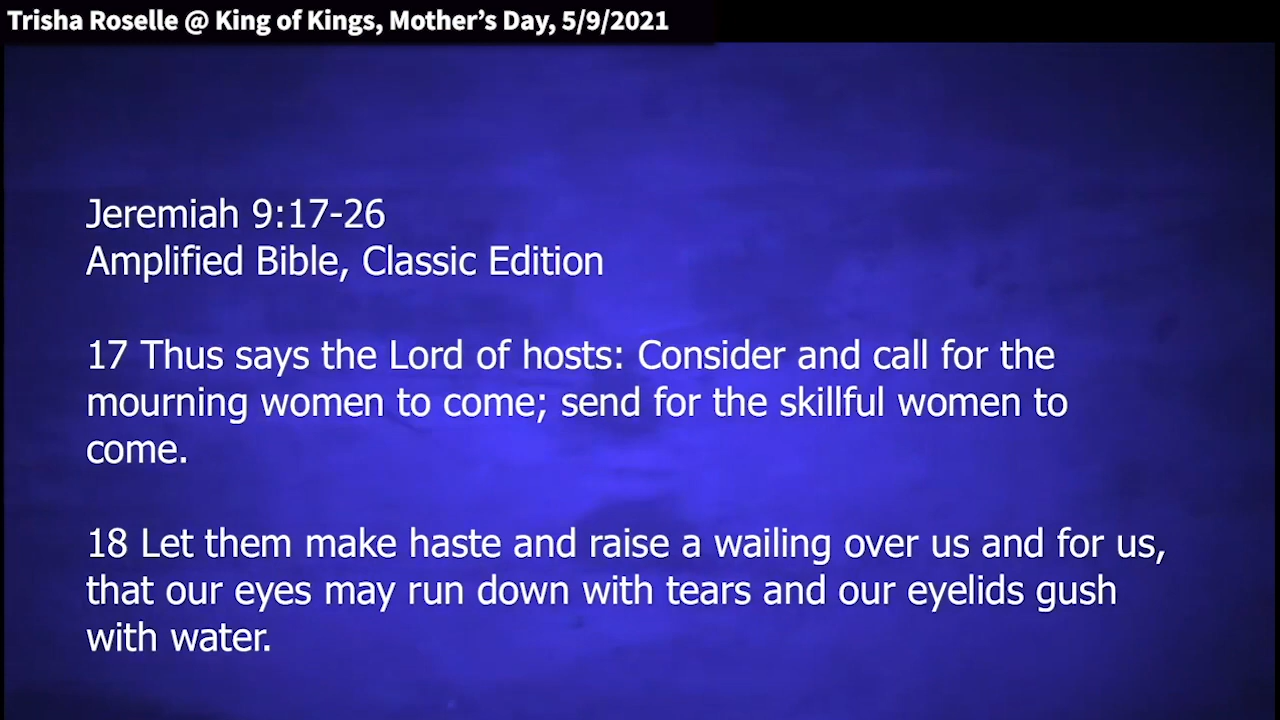 Trisha Roselle @ King of Kings, Mother’s Day, 5/9/2021
Jeremiah 9:17-26
Amplified Bible, Classic Edition
17 Thus says the Lord of hosts: Consider and call for the
mourning women to come; send for the skillful women to
come.
18 Let them make haste and raise a wailing over us and for us,
that our eyes may run down with tears and our eyelids gush
with water.